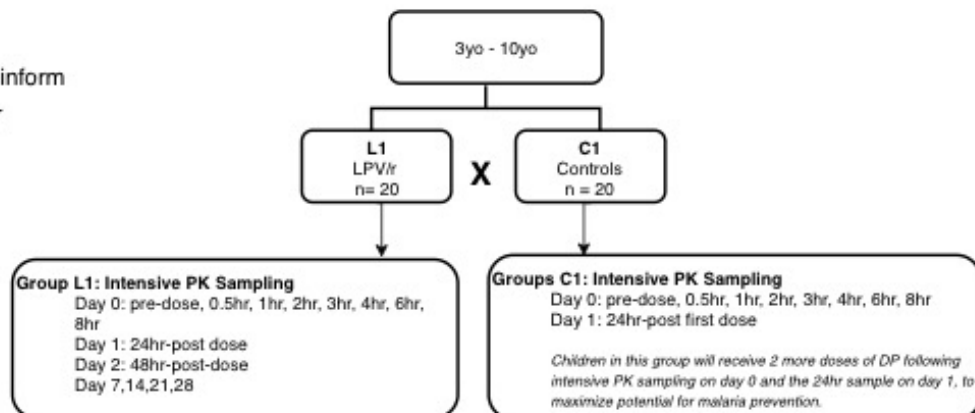 3yo - 10yo
inform
L1
LPV/r
n= 20
X
C1
Controls
n = 20
Group L1: Intensive PK Sampling
Day 0: pre-dose, 0.5hr, 1hr, 2hr, 3hr, 4hr, 6hr,
8hr
Day 1: 24hr-post dose
Day 2: 48hr-post-dose
Day 7,14,21,28
Groups C1: Intensive PK Sampling
Day 0: pre-dose, 0.5hr, 1hr, 2hr, 3hr, 4hr, 6hr, 8hr
Day 1: 24hr-post first dose
Children in this group will receive 2 more doses of DP following
intensive PK sampling on day 0 and the 24hr sample on day 1, to
maximize potential for malaria prevention.